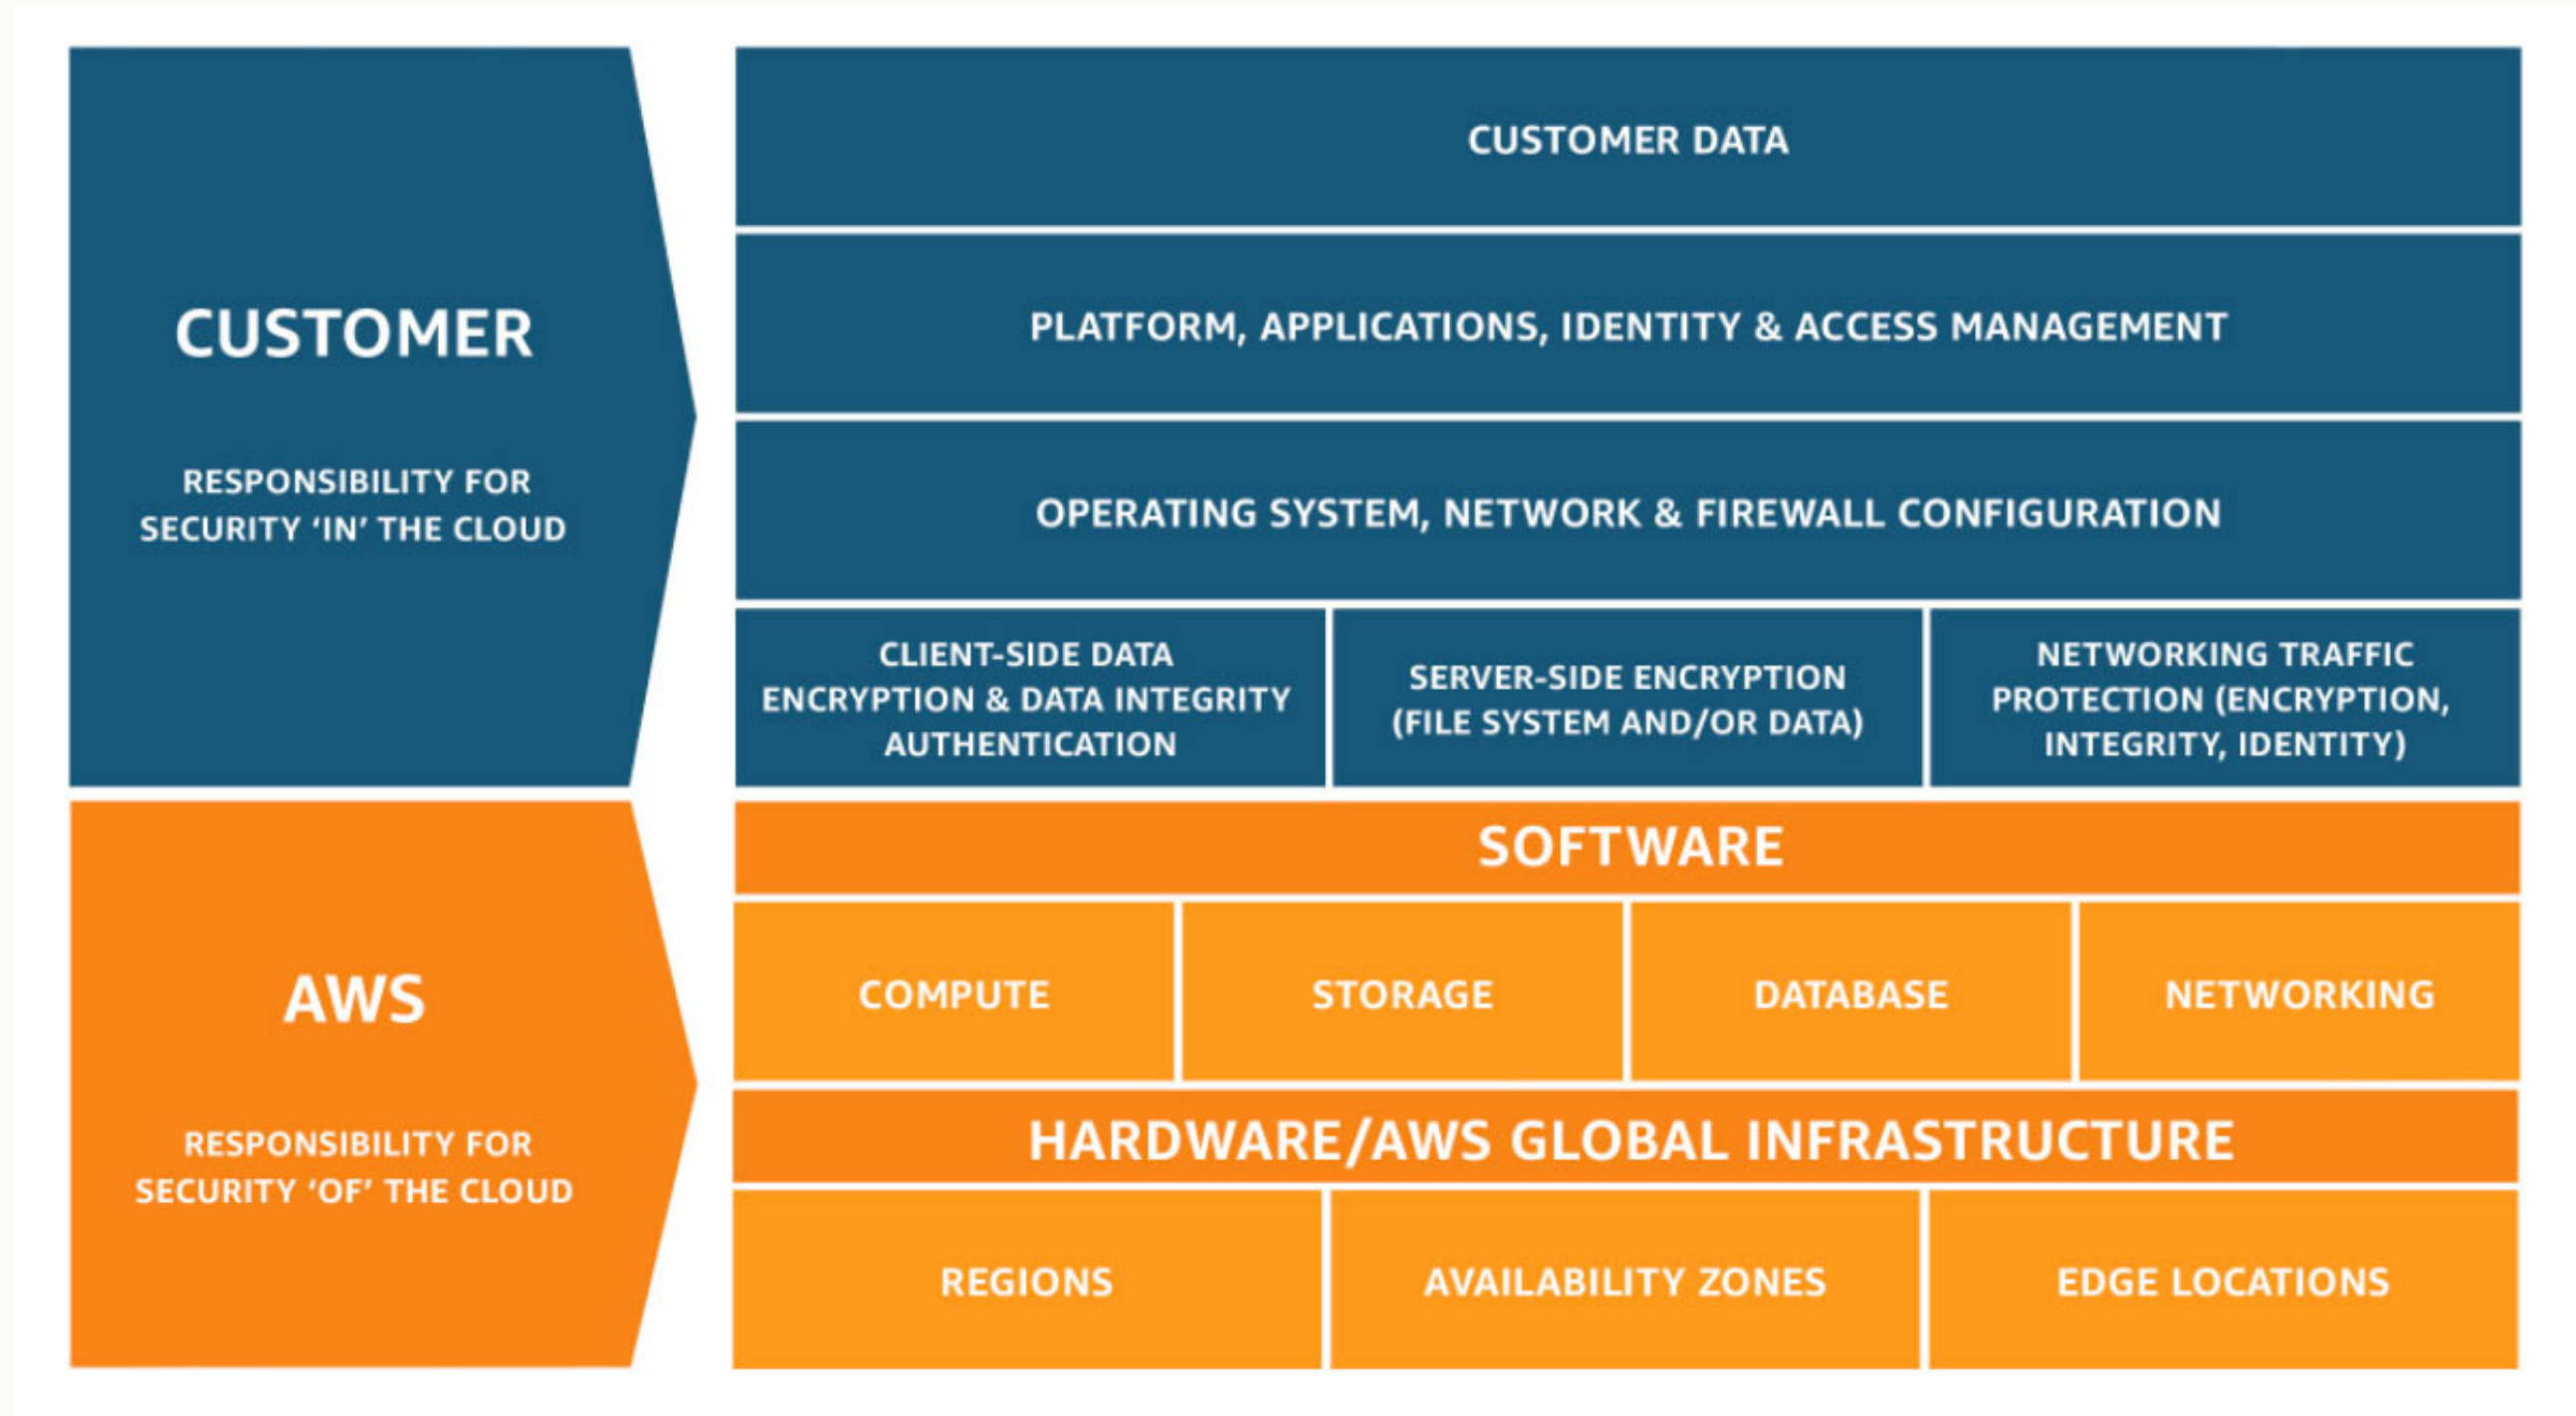 CUSTOMER
RESPONSIBILITY FOR
SECURITY ‘IN’ THE CLOUD
CUSTOMER DATA
PLATFORM, APPLICATIONS, IDENTITY & ACCESS MANAGEMENT
OPERATING SYSTEM, NETWORK & FIREWALL CONFIGURATION
CLIENT-SIDE DATA
ENCRYPTION & DATA INTEGRITY
AUTHENTICATION
SERVER-SIDE ENCRYPTION
(FILE SYSTEM AND/OR DATA)
NETWORKING TRAFFIC
PROTECTION (ENCRYPTION,
INTEGRITY, IDENTITY)
AWS
RESPONSIBILITY FOR
SECURITY ‘OF’ THE CLOUD
SOFTWARE
COMPUTE
STORAGE
DATABASE
NETWORKING
HARDWARE/AWS GLOBAL INFRASTRUCTURE
REGIONS
AVAILABILITY ZONES
EDGE LOCATIONS